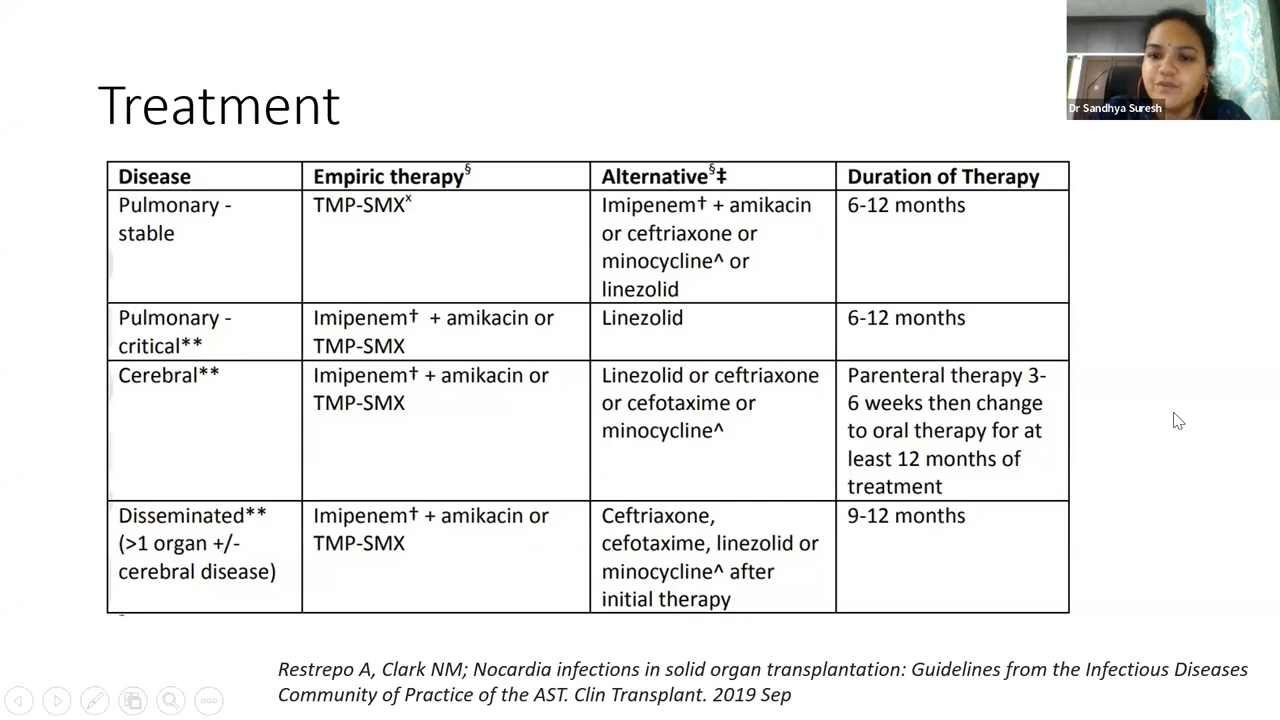 Dr Sandhya Suresh
Treatment
Disease
Empiric therapy§
Alternative§‡
Duration of Therapy
Pulmonary -
stable
TMP-SMXˣ
Imipenem† + amikacin
or ceftriaxone or
minocycline^ or
linezolid
6-12 months
Pulmonary -
critical**
Imipenem† + amikacin or
TMP-SMX
Linezolid
6-12 months
Cerebral**
Imipenem† + amikacin or
TMP-SMX
Linezolid or ceftriaxone
or cefotaxime or
minocycline^
Parenteral therapy 3-
6 weeks then change
to oral therapy for at
least 12 months of
treatment
Disseminated**
(>1 organ +/-
cerebral disease)
Imipenem† + amikacin or
TMP-SMX
Ceftriaxone,
cefotaxime, linezolid or
minocycline^ after
initial therapy
9-12 months
Restrepo A, Clark NM; Nocardia infections in solid organ transplantation: Guidelines from the Infectious Diseases
Community of Practice of the AST. Clin Transplant. 2019 Sep